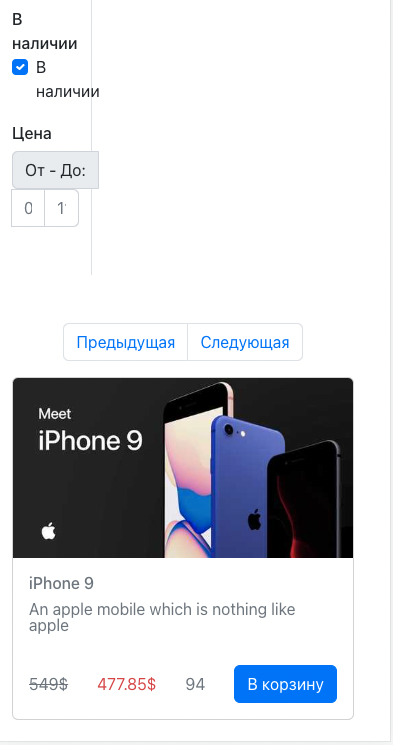 В
наличии
В
наличии
Цена
От - До:
0
1
Предыдущая
Следующая
Meet
iPhone 9
iPhone 9
An apple mobile which is nothing like
apple
549$ 477.85$ 94 В корзину